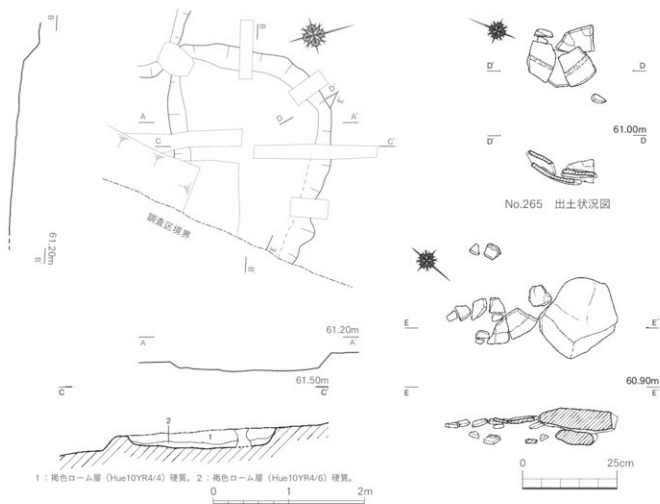 B
B'
61.20m
B
D'
E'
D
A
A'
C
C'
調査区境界
E
B'
D'
D
61.00m
D'
D
No.265 出土状況図
61.20m
A
A'
61.50m
C
C'
2
1
1：褐色ローム層（Hue10YR4/4）硬質。2：褐色ローム層（Hue10YR4/6）硬質。
0 1 2m
E
E'
60.90m
E
E'
0 25cm